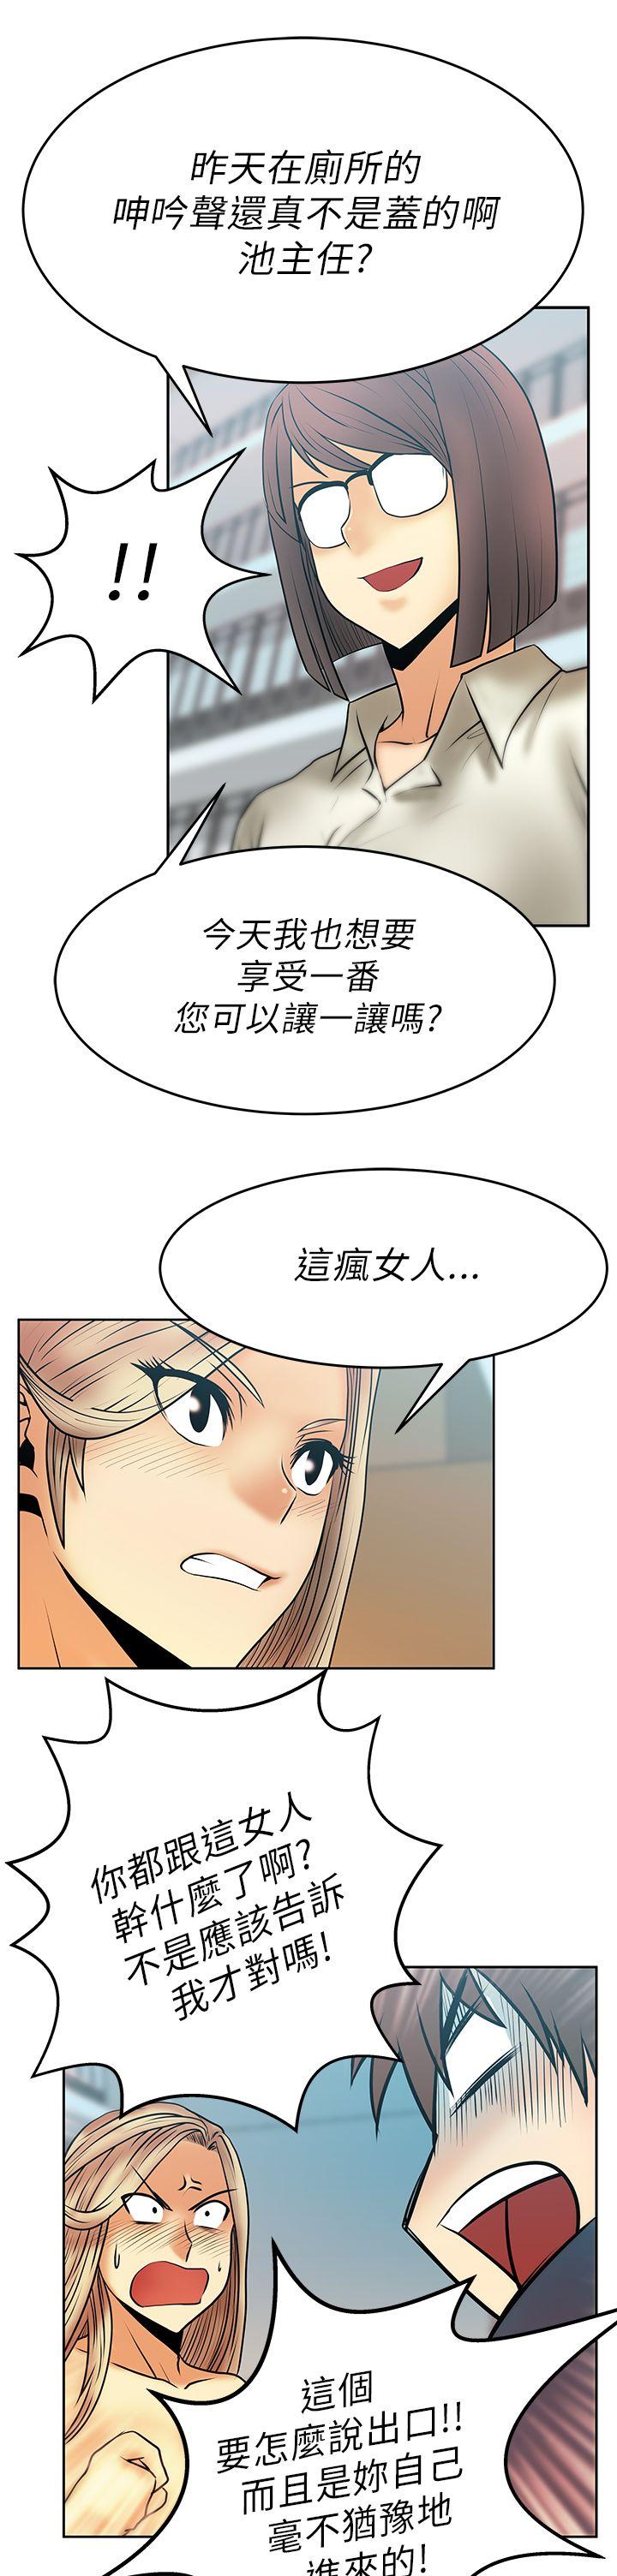 昨天在廁所的
呻吟聲還真不是蓋的啊
池主任?
!!
今天我也想要
享受一番
您可以讓一讓嗎?
這瘋女人...
你都跟這女人
幹什麼了啊?
不是應該告訴
我才對嗎!
這個
要怎麼說出口!!
而且是妳自己
毫不猶豫地
進來的!